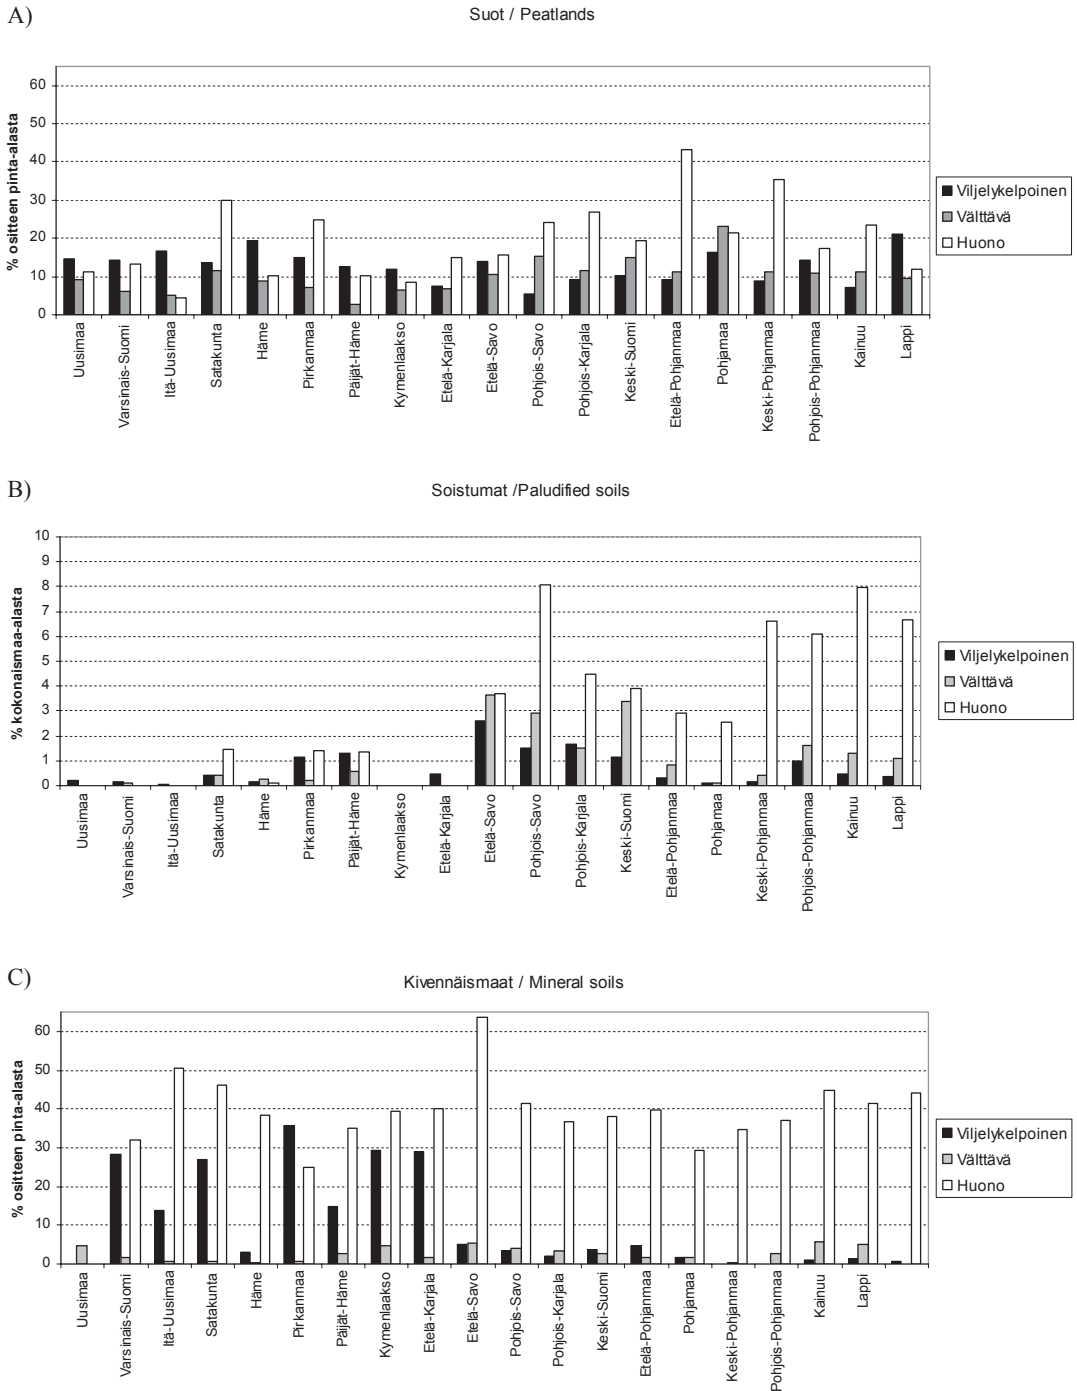 A)
Suot / Peatlands
% ositteen pinta-alasta
60
50
40
30
20
10
0
Uusimaa
Varsinais-Suomi
Itä-Uusimaa
Satakunta
Häme
Pirkanmaa
Päijät-Häme
Kymenlaakso
Etelä-Karjala
Etelä-Savo
Pohjois-Savo
Pohjois-Karjala
Keski-Suomi
Etelä-Pohjanmaa
Pohjamaa
Keski-Pohjanmaa
Pohjois-Pohjanmaa
Kainuu
Lappi
Viljelykelpoinen
Välttävä
Huono
B)
Soistumat /Paludified soils
% kokonaismaa-alasta
10
9
8
7
6
5
4
3
2
1
0
Uusimaa
Varsinais-Suomi
Itä-Uusimaa
Satakunta
Häme
Pirkanmaa
Päijät-Häme
Kymenlaakso
Etelä-Karjala
Etelä-Savo
Pohjois-Savo
Pohjois-Karjala
Keski-Suomi
Etelä-Pohjanmaa
Pohjamaa
Keski-Pohjanmaa
Pohjois-Pohjanmaa
Kainuu
Lappi
Viljelykelpoinen
Välttävä
Huono
C)
Kivennäismaat / Mineral soils
% ositteen pinta-alasta
60
50
40
30
20
10
0
Uusimaa
Varsinais-Suomi
Itä-Uusimaa
Satakunta
Häme
Pirkanmaa
Päijät-Häme
Kymenlaakso
Etelä-Karjala
Etelä-Savo
Pohjois-Savo
Pohjois-Karjala
Keski-Suomi
Etelä-Pohjanmaa
Pohjamaa
Keski-Pohjanmaa
Pohjois-Pohjanmaa
Kainuu
Lappi
Viljelykelpoinen
Välttävä
Huono